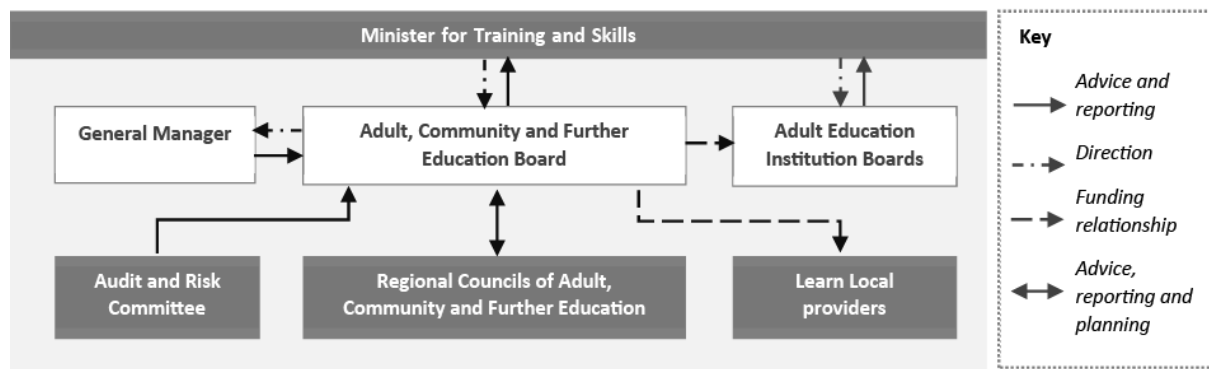 Minister for Training and Skills
General Manager
Adult, Community and Further
Education Board
Adult Education
Institution Boards
Audit and Risk
Committee
Regional Councils of Adult,
Community and Further Education
Learn Local
providers
Key
Advice and
reporting
Direction
Funding
relationship
Advice,
reporting and
planning